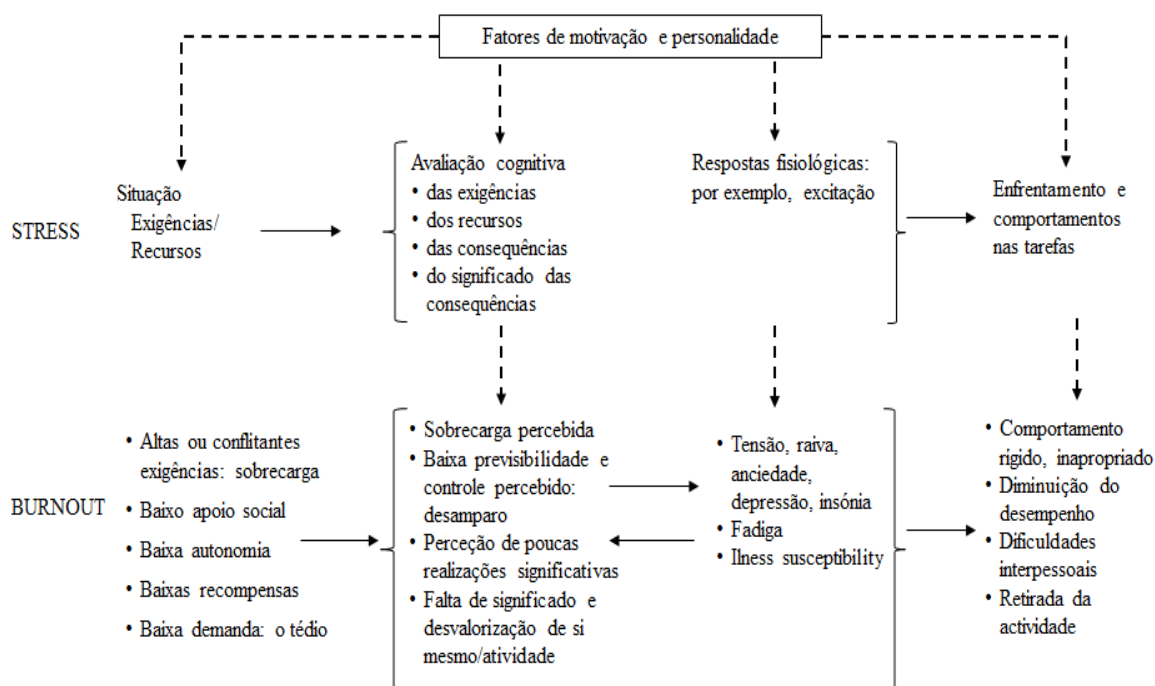 Fatores de motivação e personalidade
STRESS
Situação
Exigências/
Recursos
Avaliação cognitiva
• das exigências
• dos recursos
• das consequências
• do significado das
consequências
Respostas fisiológicas:
por exemplo, excitação
Enfrentamento e
comportamentos
nas tarefas
BURNOUT
• Altas ou conflitantes
exigências: sobrecarga
• Baixo apoio social
• Baixa autonomia
• Baixas recompensas
• Baixa demanda: o tédio
• Sobrecarga percebida
• Baixa previsibilidade e
controle percebido:
desamparo
• Perceção de poucas
realizações significativas
• Falta de significado e
desvalorização de si
mesmo/atividade
• Tensão, raiva,
anciedade,
depressão, insónia
• Fadiga
• Ilness susceptibility
• Comportamento
rígido, inapropriado
• Diminuição do
desempenho
• Dificuldades
interpessoais
• Retirada da
actividade